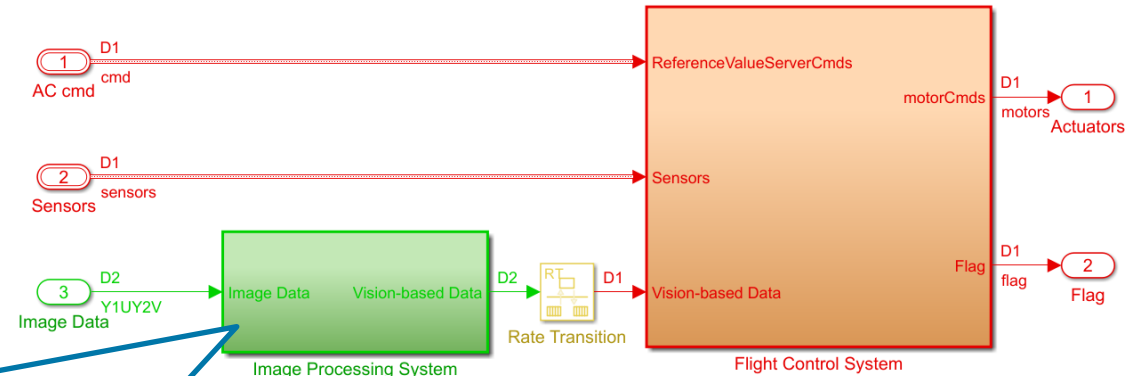 D1
1
cmd
AC cmd
ReferenceValueServerCmds
motorCmds
D1
motors
1
Actuators
D1
2
sensors
Sensors
Sensors
D2
3
Y1UY2V
Image Data
Image Data
Vision-based Data
D2
RT
D1
Rate Transition
Vision-based Data
Flag
D1
flag
2
Flag
Image Processing System
Flight Control System